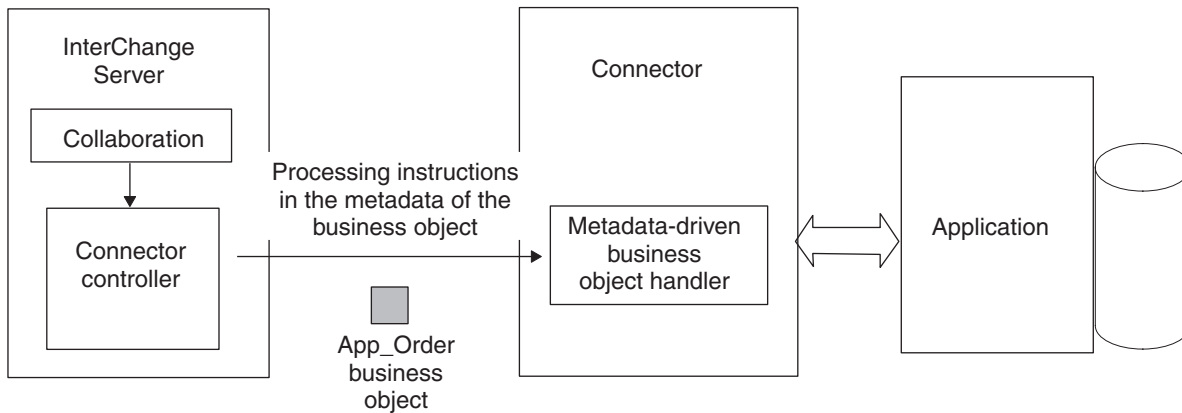 InterChange
Server
Collaboration
Connector
controller
Processing instructions
in the metadata of the
business object
App_Order
business
object
Connector
Metadata-driven
business
object handler
Application